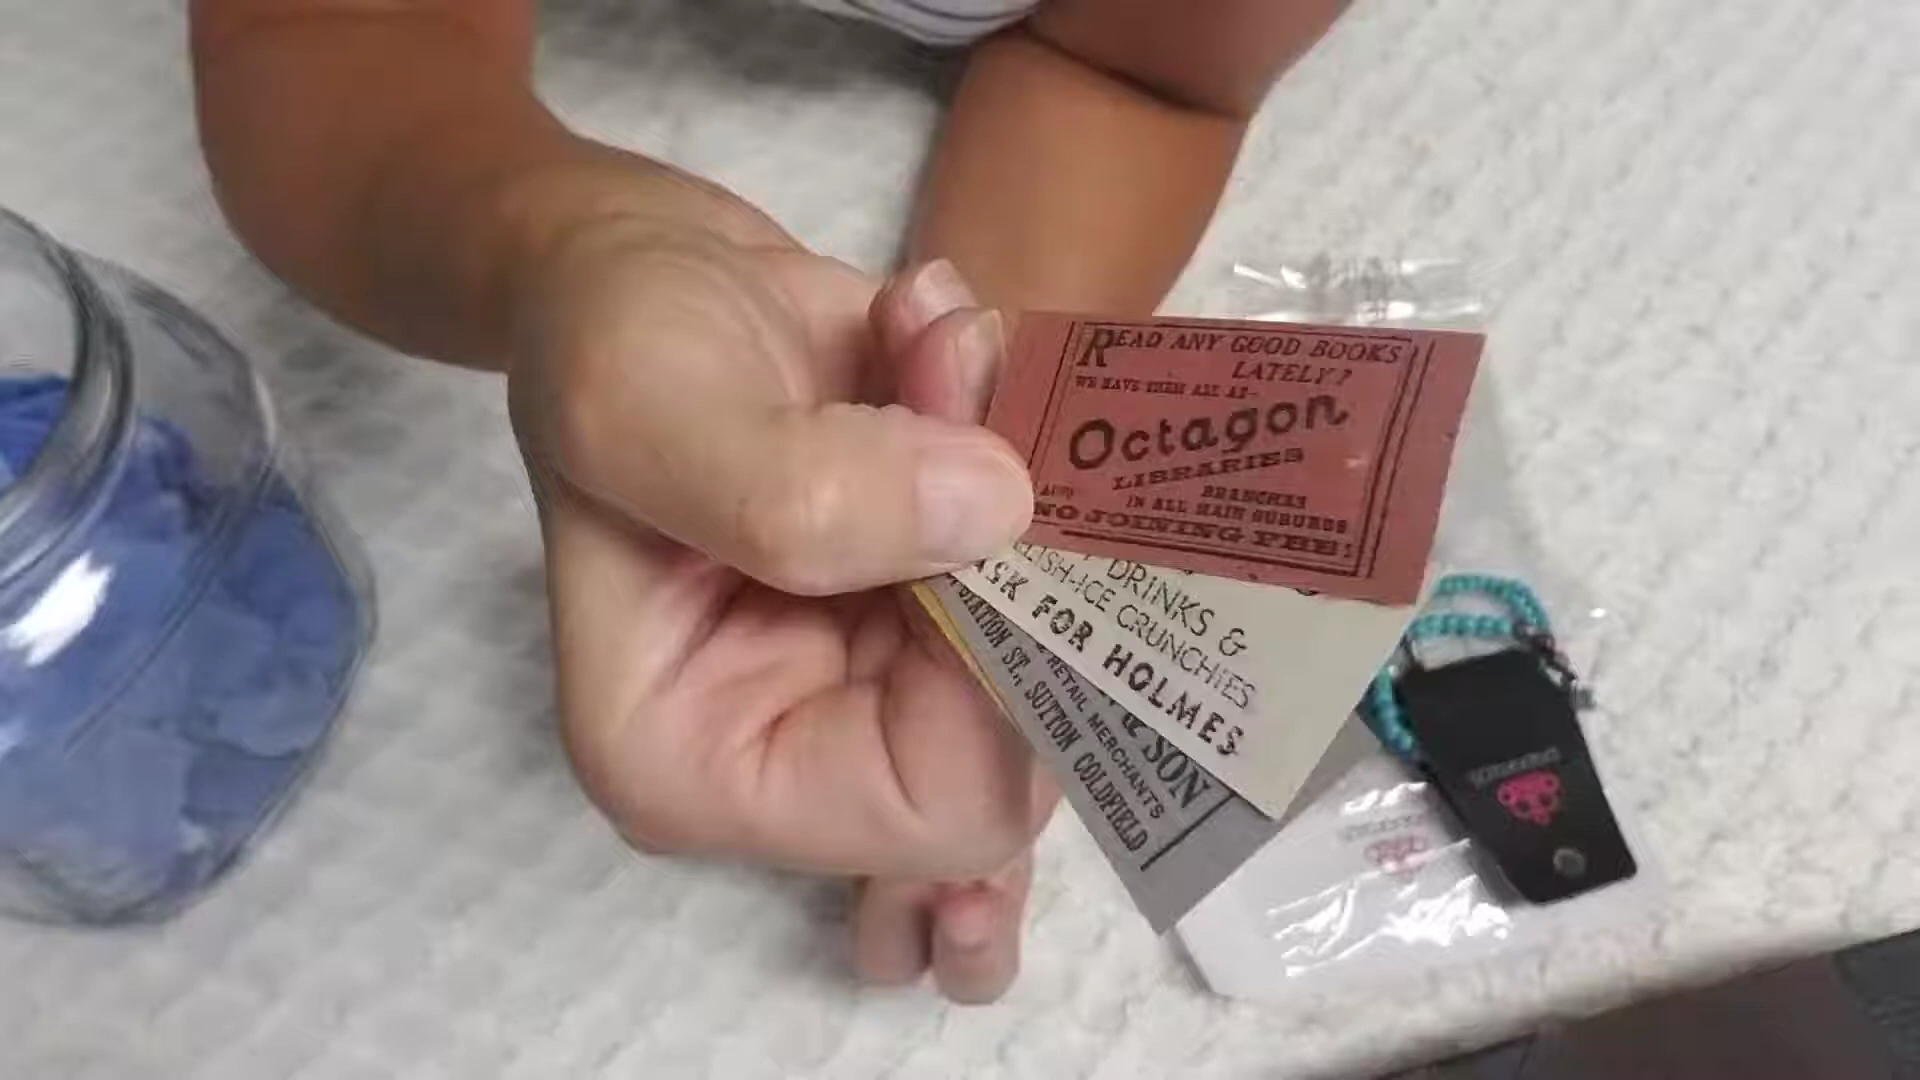 READ ANY GOOD BOOKS
LATELY?
WE HAVE THEM ALL AT-
Octagon
LIBRARIES
BRANCHES
IN ALL MAIN SUBURBS
NO JOINING FEE!
DRINKS &
ICE CRUNCHIES
ASK FOR HOLMES
& SON
& RETAIL MERCHANTS
ST., SUTTON COLDFIELD